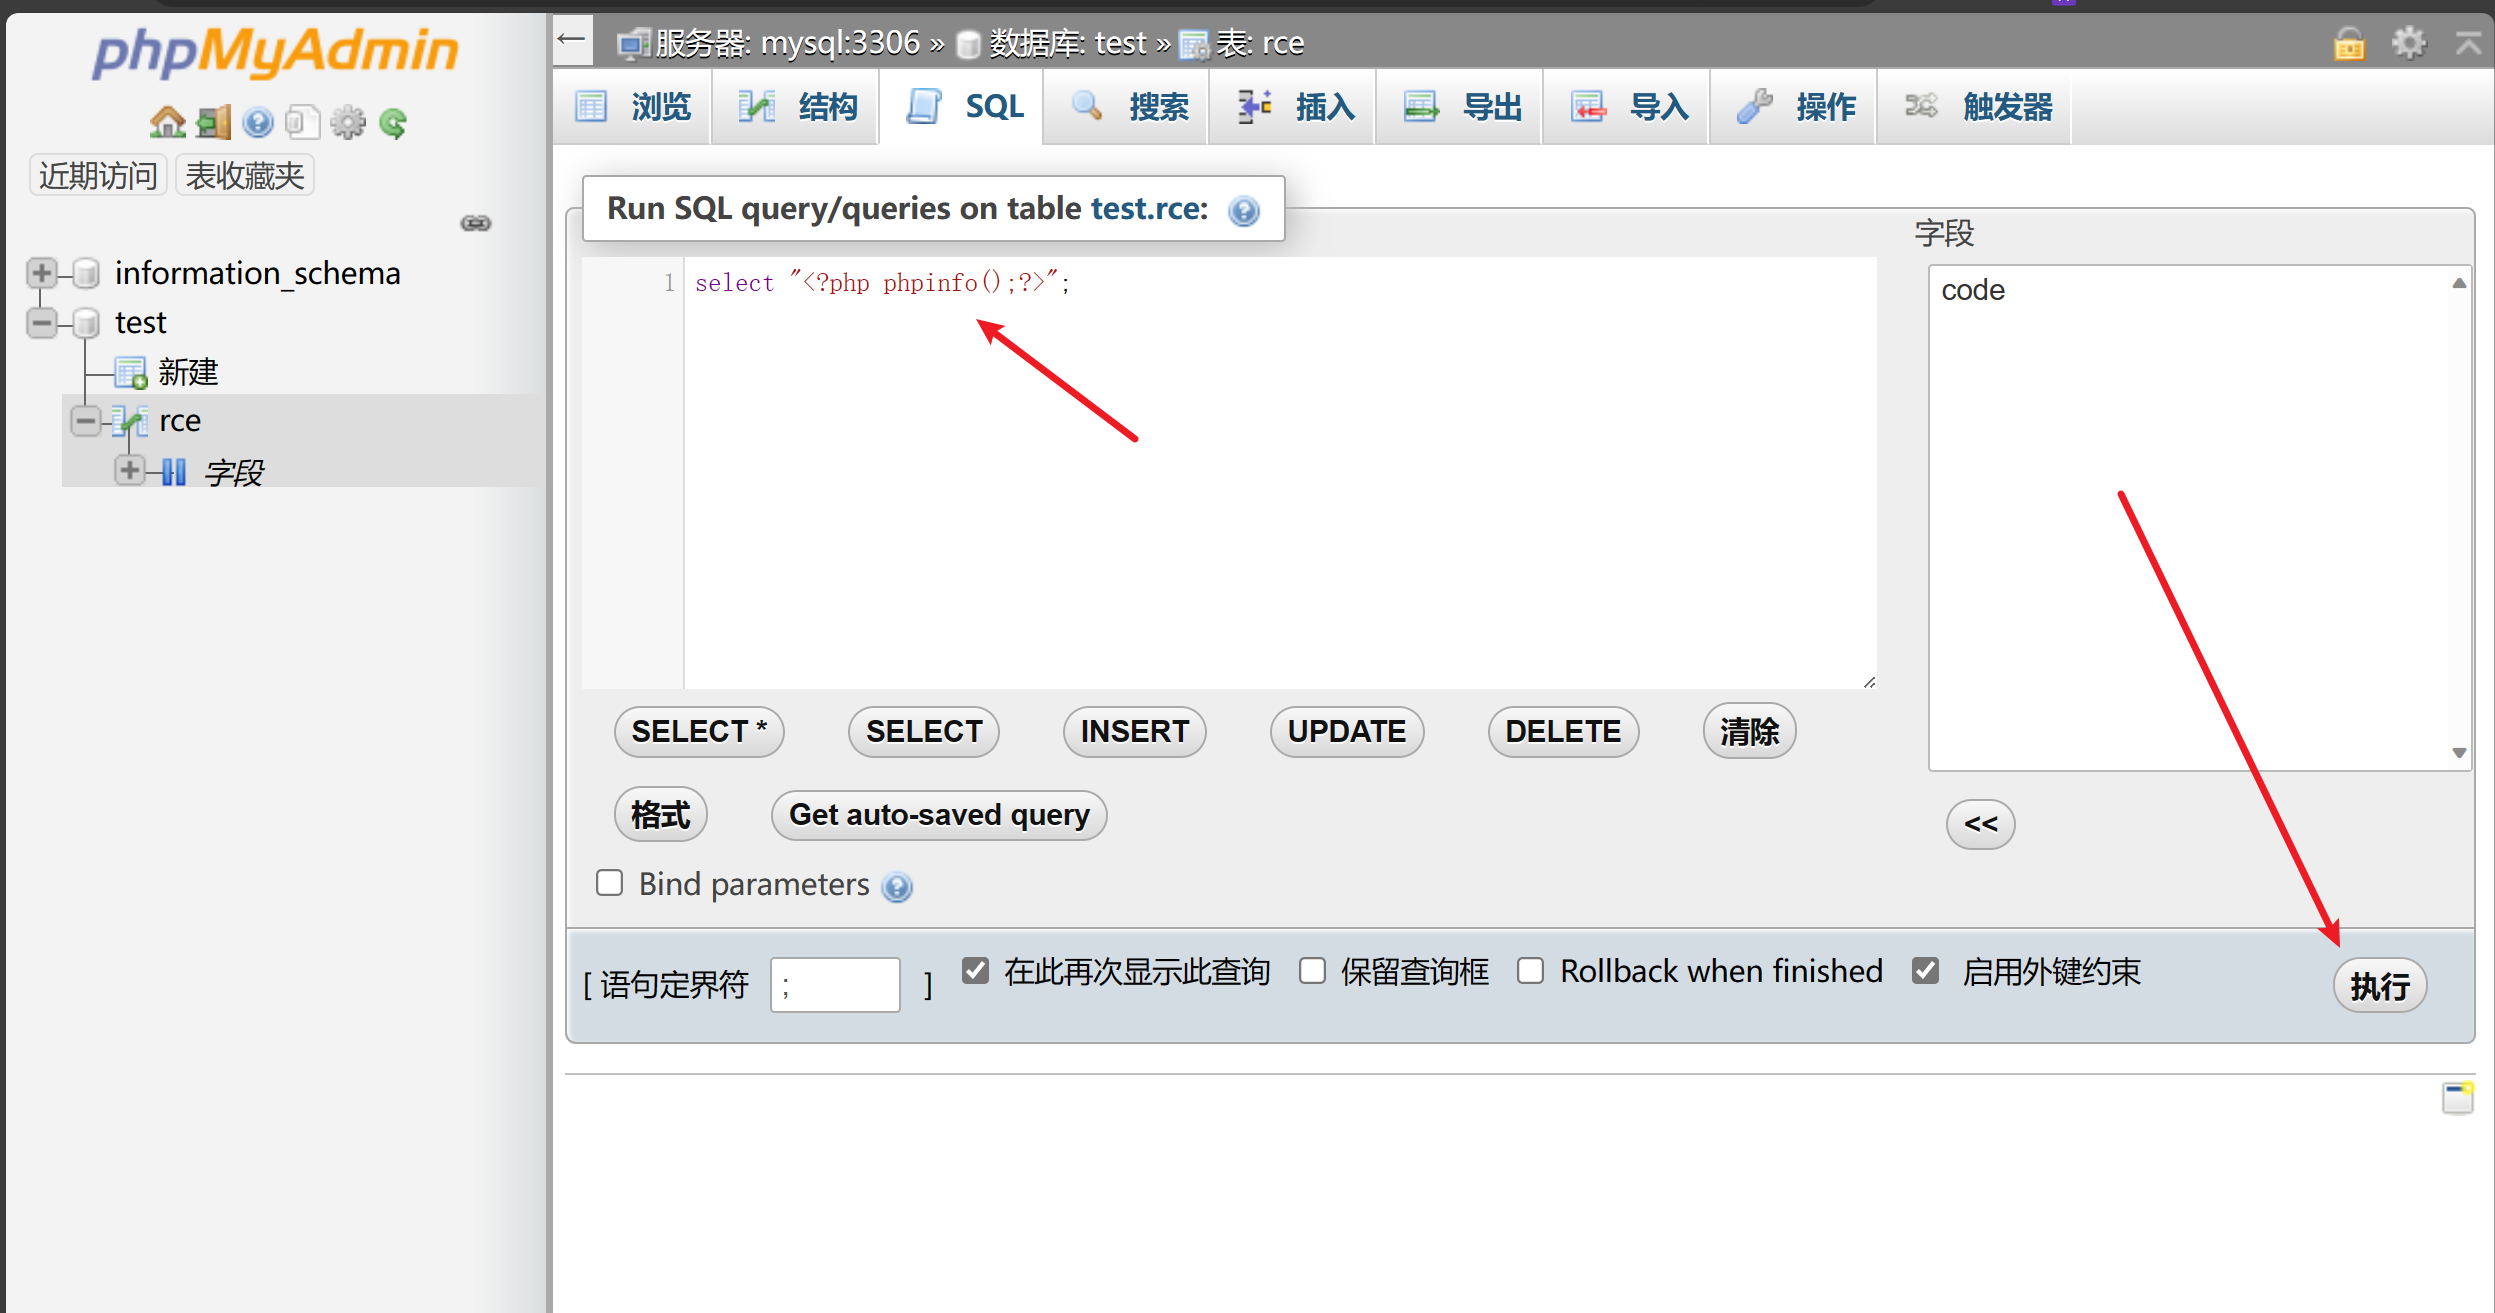 phpMyAdmin
近期访问 表收藏夹
information_schema
test
新建
rce
字段
← 服务器: mysql:3306 » 数据库: test » 表: rce
浏览 结构 SQL 搜索 插入 导出 导入 操作 触发器
Run SQL query/queries on table test.rce:
1 select "<?php phpinfo();?>";
字段
code
SELECT * SELECT INSERT UPDATE DELETE 清除
格式 Get auto-saved query
<<
Bind parameters
[ 语句定界符 ; ] 在此再次显示此查询 保留查询框 Rollback when finished 启用外键约束 执行